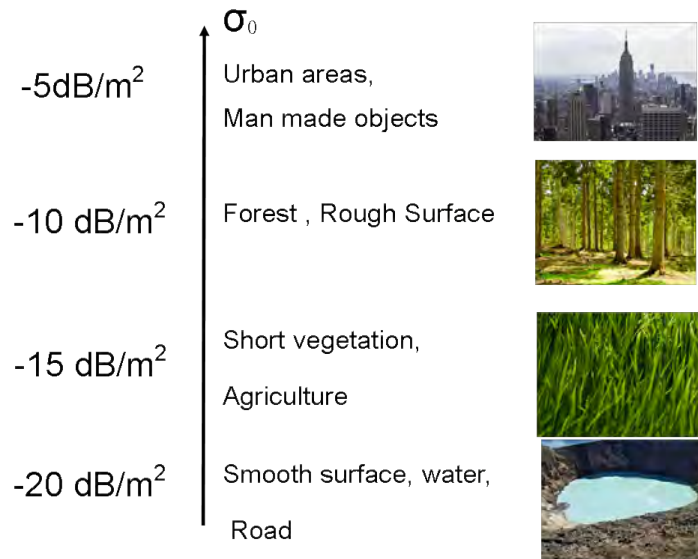 σ₀
-5dB/m²
Urban areas,
Man made objects
-10 dB/m²
Forest , Rough Surface
-15 dB/m²
Short vegetation,
Agriculture
-20 dB/m²
Smooth surface, water,
Road